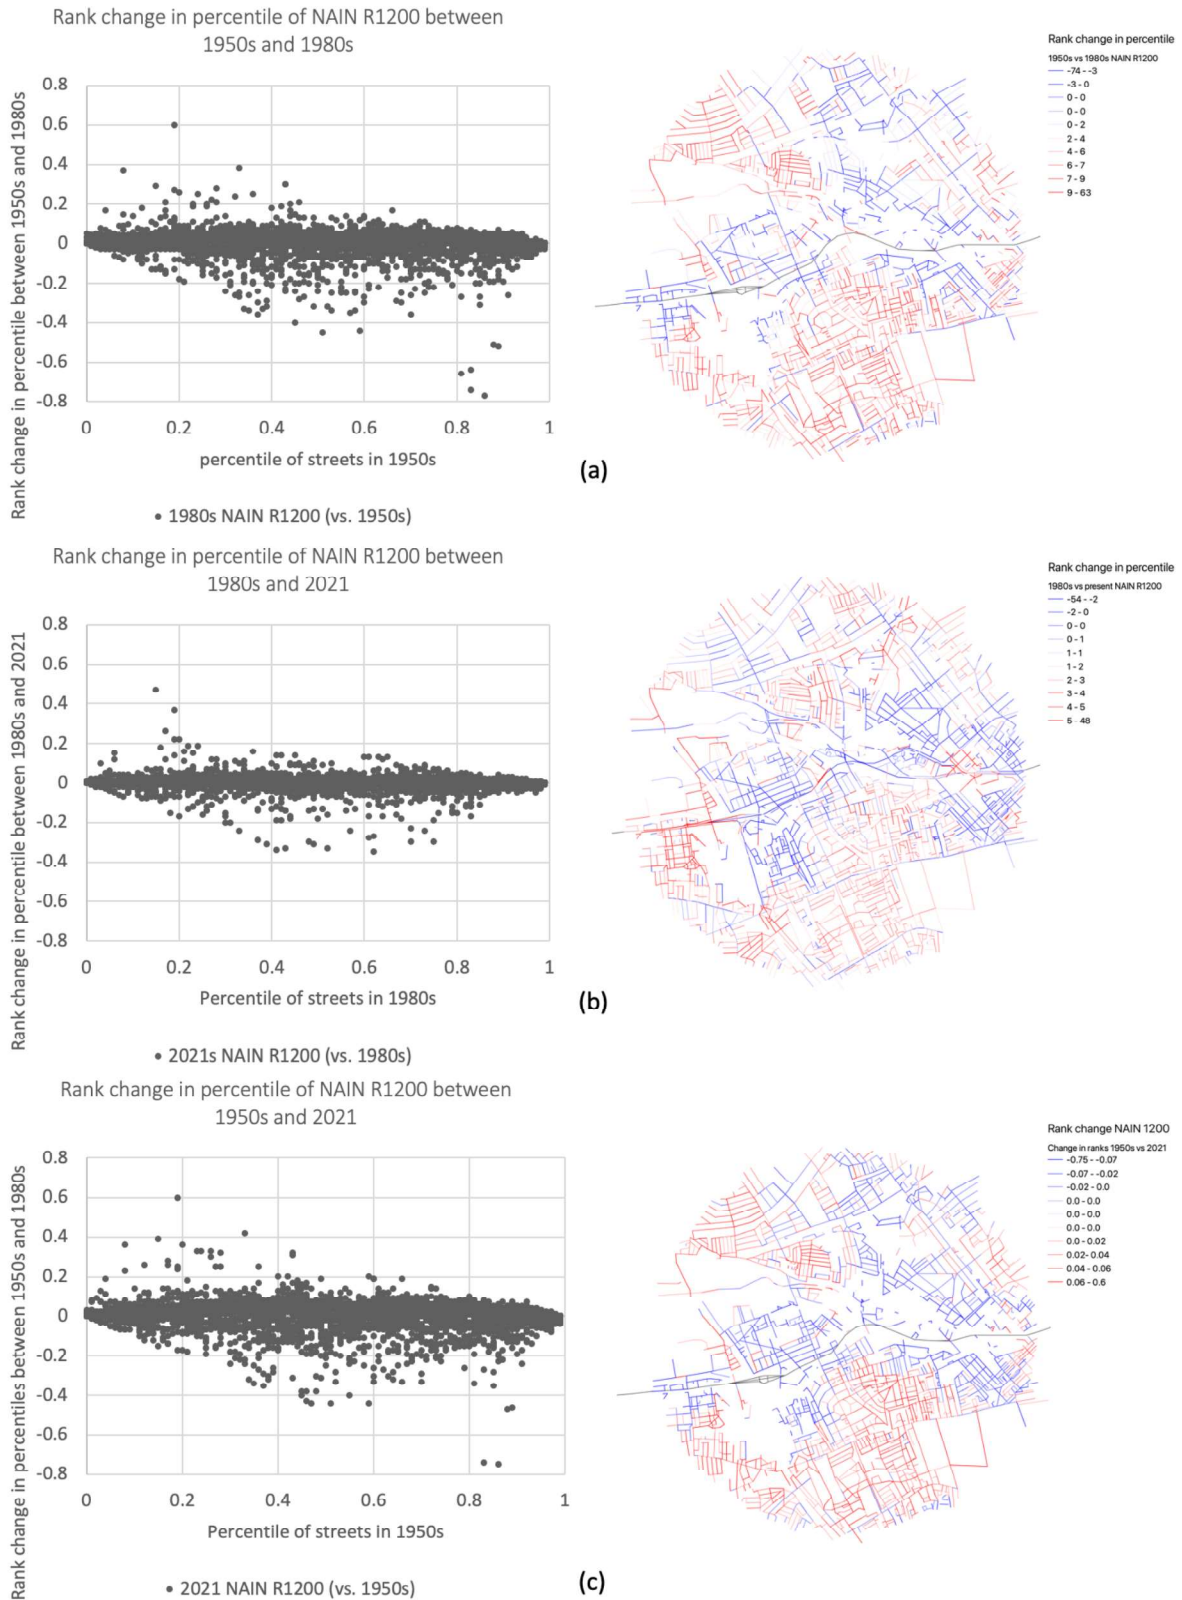 Rank change in percentile of NAIN R1200 between
1950s and 1980s
Rank change in percentile between 1950s and 1980s
0.8
0.6
0.4
0.2
0
-0.2
-0.4
-0.6
-0.8
0 0.2 0.4 0.6 0.8 1
percentile of streets in 1950s
1980s NAIN R1200 (vs. 1950s)
Rank change in percentile
1950s vs 1980s NAIN R1200
-74 - -3
-3 - 0
0 - 0
0 - 0
0 - 2
2 - 4
4 - 6
6 - 7
7 - 9
9 - 63
(a)
Rank change in percentile of NAIN R1200 between
1980s and 2021
Rank change in percentile between 1980s and 2021
0.8
0.6
0.4
0.2
0
-0.2
-0.4
-0.6
-0.8
0 0.2 0.4 0.6 0.8 1
Percentile of streets in 1980s
2021s NAIN R1200 (vs. 1980s)
Rank change in percentile
1980s vs present NAIN R1200
-54 - -2
-2 - 0
0 - 0
0 - 1
1 - 1
1 - 2
2 - 3
3 - 4
4 - 5
5 - 48
(b)
Rank change in percentile of NAIN R1200 between
1950s and 2021
Rank change in percentiles between 1950s and 1980s
0.8
0.6
0.4
0.2
0
-0.2
-0.4
-0.6
-0.8
0 0.2 0.4 0.6 0.8 1
Percentile of streets in 1950s
2021 NAIN R1200 (vs. 1950s)
Rank change NAIN 1200
Change in ranks 1950s vs 2021
-0.75 - -0.07
-0.07 - -0.02
-0.02 - 0.0
0.0 - 0.0
0.0 - 0.0
0.0 - 0.0
0.0 - 0.02
0.02- 0.04
0.04 - 0.06
0.06 - 0.6
(c)